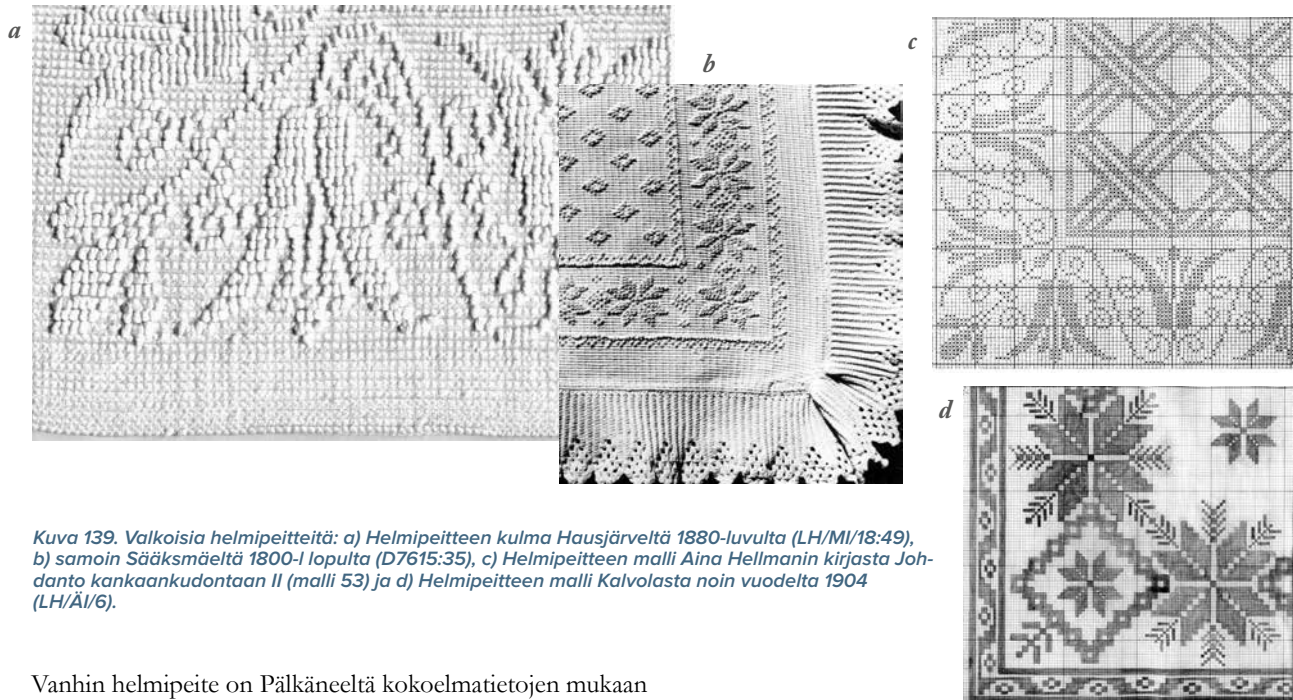 a
b
c
d
Kuva 139. Valkoisia helmipeitteitä: a) Helmipeitteen kulma Hausjärveltä 1880-luvulta (LH/MI/18:49),
b) samoin Sääksmäeltä 1800-l lopulta (D7615:35), c) Helmipeitteen malli Aina Hellmanin kirjasta Joh-
danto kankaankudontaan II (malli 53) ja d) Helmipeitteen malli Kalvolasta noin vuodelta 1904
(LH/ÄI/6).
Vanhin helmipeite on Pälkäneeltä kokoelmatietojen mukaan